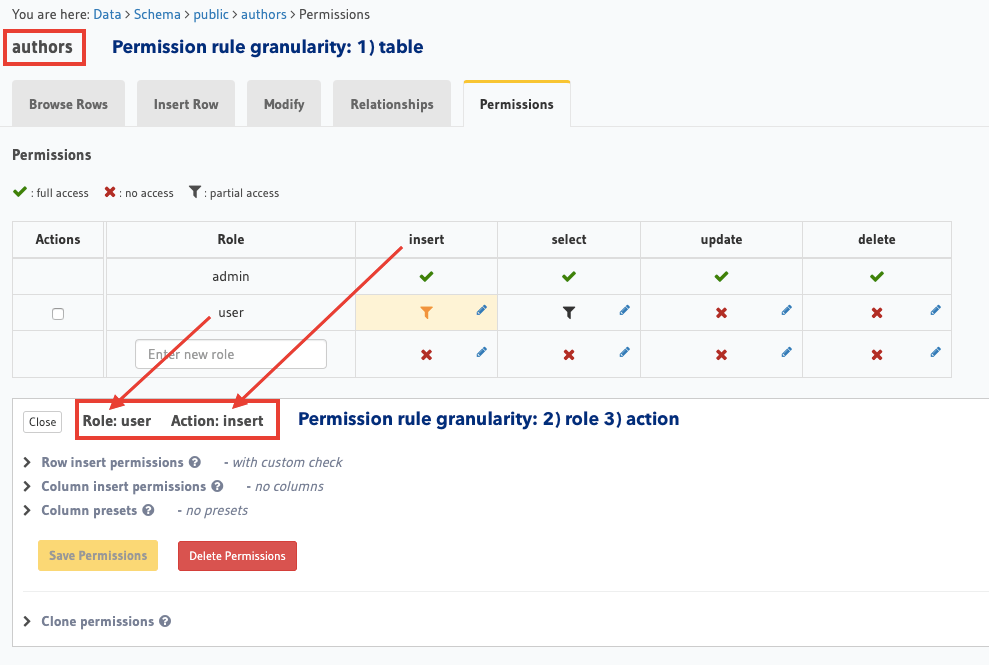 You are here: Data > Schema > public > authors > Permissions
authors Permission rule granularity: 1) table
Browse Rows Insert Row Modify Relationships Permissions
Permissions
: full access : no access : partial access
Actions Role insert select update delete
admin
user
Enter new role
Close Role: user Action: insert Permission rule granularity: 2) role 3) action
Row insert permissions ? - with custom check
Column insert permissions ? - no columns
Column presets ? - no presets
Save Permissions Delete Permissions
Clone permissions ?